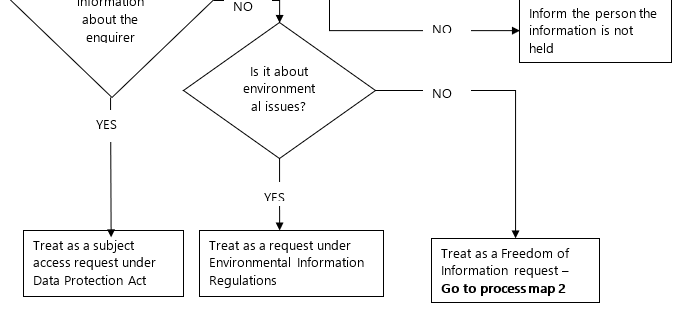 information
about the
enquirer
NO
Inform the person the
information is not
held
NO
Is it about
environment
al issues?
NO
YES
YES
Treat as a subject
access request under
Data Protection Act
Treat as a request under
Environmental Information
Regulations
Treat as a Freedom of
Information request –
Go to process map 2